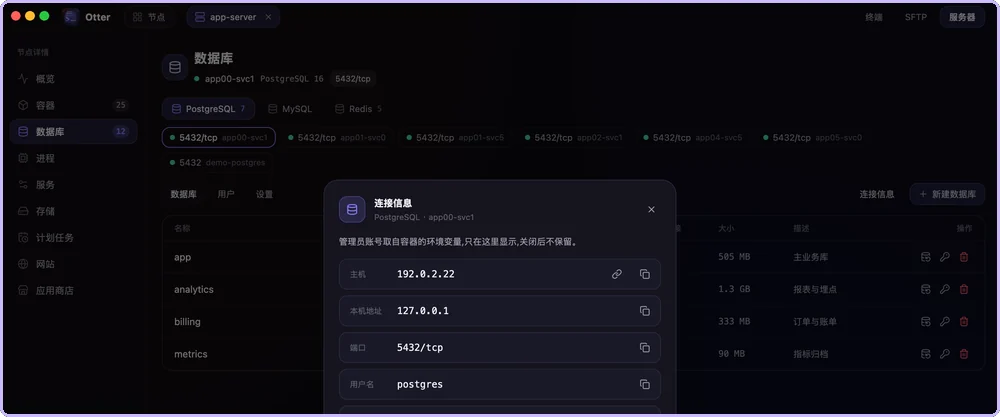 Otter 节点 app-server 终端 SFTP 服务器
节点详情
概览
容器 25
数据库 12
进程
服务
存储
计划任务
网站
应用商店
数据库
app00-svc1 PostgreSQL 16 5432/tcp
PostgreSQL 7 MySQL Redis 5
5432/tcp app00-svc1 5432/tcp app01-svc0 5432/tcp app01-svc5 5432/tcp app02-svc1 5432/tcp app04-svc5 5432/tcp app05-svc0
5432 demo-postgres
数据库 用户 设置 连接信息 + 新建数据库
名称 大小 描述 操作
app 505 MB 主业务库
analytics 1.3 GB 报表与埋点
billing 333 MB 订单与账单
metrics 90 MB 指标归档
连接信息
PostgreSQL · app00-svc1
管理员账号取自容器的环境变量,只在这里显示,关闭后不保留。
主机 192.0.2.22
本机地址 127.0.0.1
端口 5432/tcp
用户名 postgres